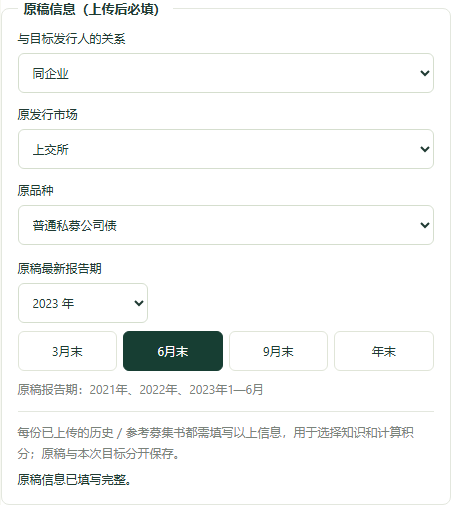 原稿信息（上传后必填）
与目标发行人的关系
同企业
原发行市场
上交所
原品种
普通私募公司债
原稿最新报告期
2023 年
3月末 6月末 9月末 年末
原稿报告期：2021年、2022年、2023年1—6月
每份已上传的历史 / 参考募集书都需填写以上信息，用于选择知识和计算积
分；原稿与本次目标分开保存。
原稿信息已填写完整。